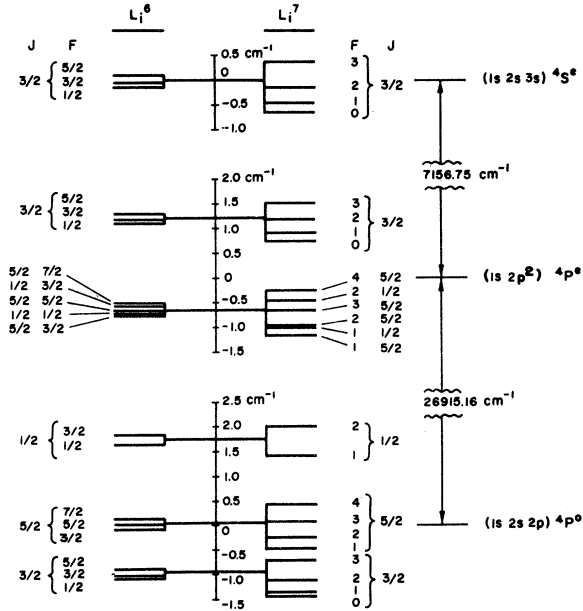 Li⁶ Li⁷
J F F J
0.5 cm⁻¹
3/2 { 5/2 3/2 1/2
0
-0.5
-1.0
3 2 1 0 } 3/2
(1s 2s 3s) ⁴Sᵉ
7156.75 cm⁻¹
2.0 cm⁻¹
1.5
1.0
0.5
0
-0.5
-1.0
-1.5
3/2 { 5/2 3/2 1/2
3 2 1 0 } 3/2
(1s 2p²) ⁴Pᵉ
5/2 7/2
1/2 3/2
5/2 5/2
1/2 1/2
5/2 3/2
4 5/2
2 1/2
3 5/2
2 5/2
1 1/2
1 5/2
26915.16 cm⁻¹
2.5 cm⁻¹
2.0
1.5
1.0
0.5
0
-0.5
-1.0
-1.5
1/2 { 3/2 1/2
2 1 } 1/2
5/2 { 7/2 5/2 3/2
4 3 2 1 } 5/2
(1s 2s 2p) ⁴Pᵒ
3/2 { 5/2 3/2 1/2
3 2 1 0 } 3/2